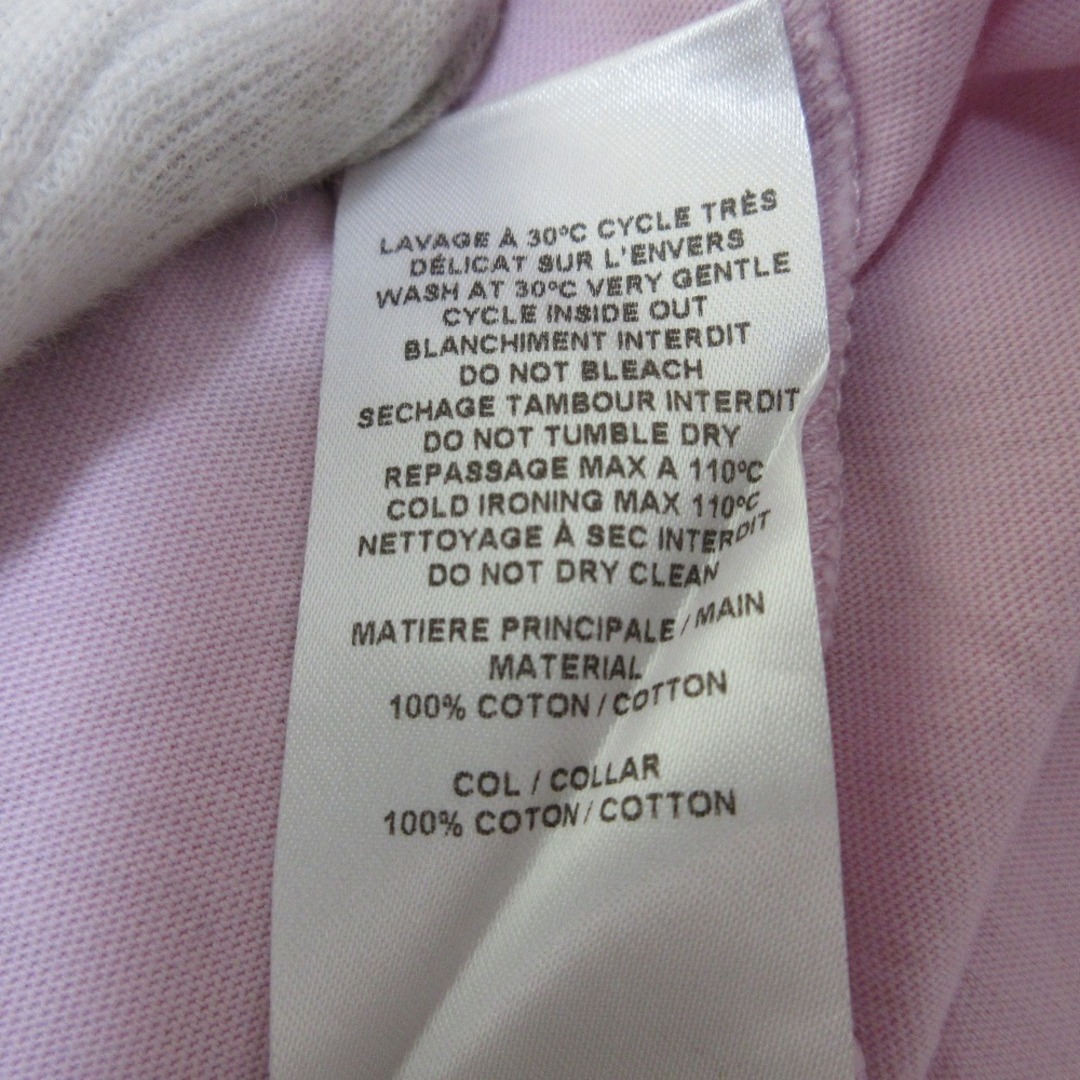 LAVAGE À 30°C CYCLE TRÈS
DÉLICAT SUR L'ENVERS
WASH AT 30°C VERY GENTLE
CYCLE INSIDE OUT
BLANCHIMENT INTERDIT
DO NOT BLEACH
SECHAGE TAMBOUR INTERDIT
DO NOT TUMBLE DRY
REPASSAGE MAX A 110°C
COLD IRONING MAX 110°C
NETTOYAGE À SEC INTERDIT
DO NOT DRY CLEAN
MATIERE PRINCIPALE / MAIN
MATERIAL
100% COTON / COTTON
COL / COLLAR
100% COTON / COTTON